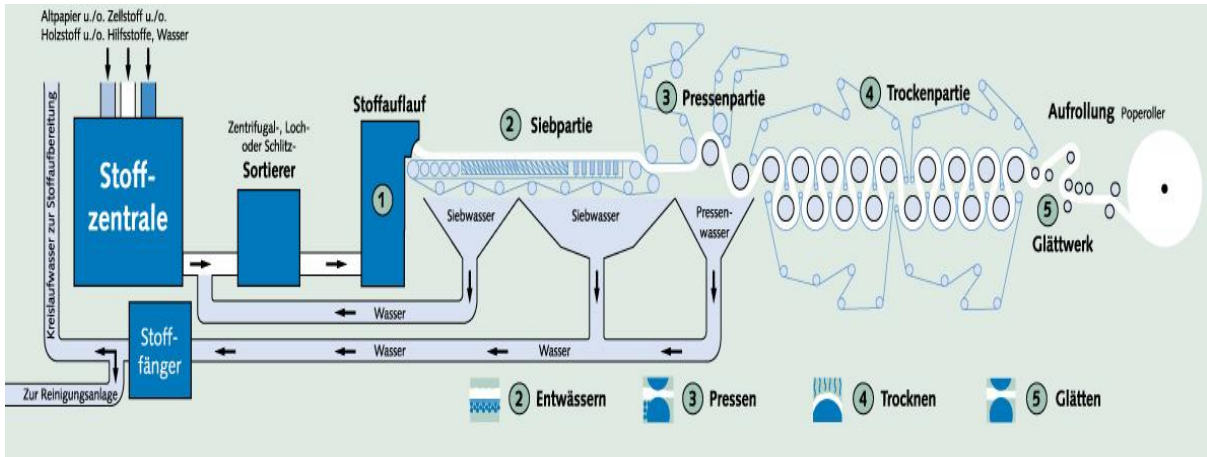 Altpapier u./o. Zellstoff u./o.
Holzstoff u./o. Hilfsstoffe, Wasser
Kreislaufwasser zur Stoffaufbereitung
Stoff-
zentrale
Zentrifugal-, Loch-
oder Schlitz-
Sortierer
Stoffauflauf
1
2 Siebpartie
3 Pressenpartie
4 Trockenpartie
Aufrollung Poperoller
5
Glättwerk
Siebwasser
Siebwasser
Pressen-
wasser
Wasser
Stoff-
fänger
Wasser
Wasser
Zur Reinigungsanlage
2 Entwässern
3 Pressen
4 Trocknen
5 Glätten